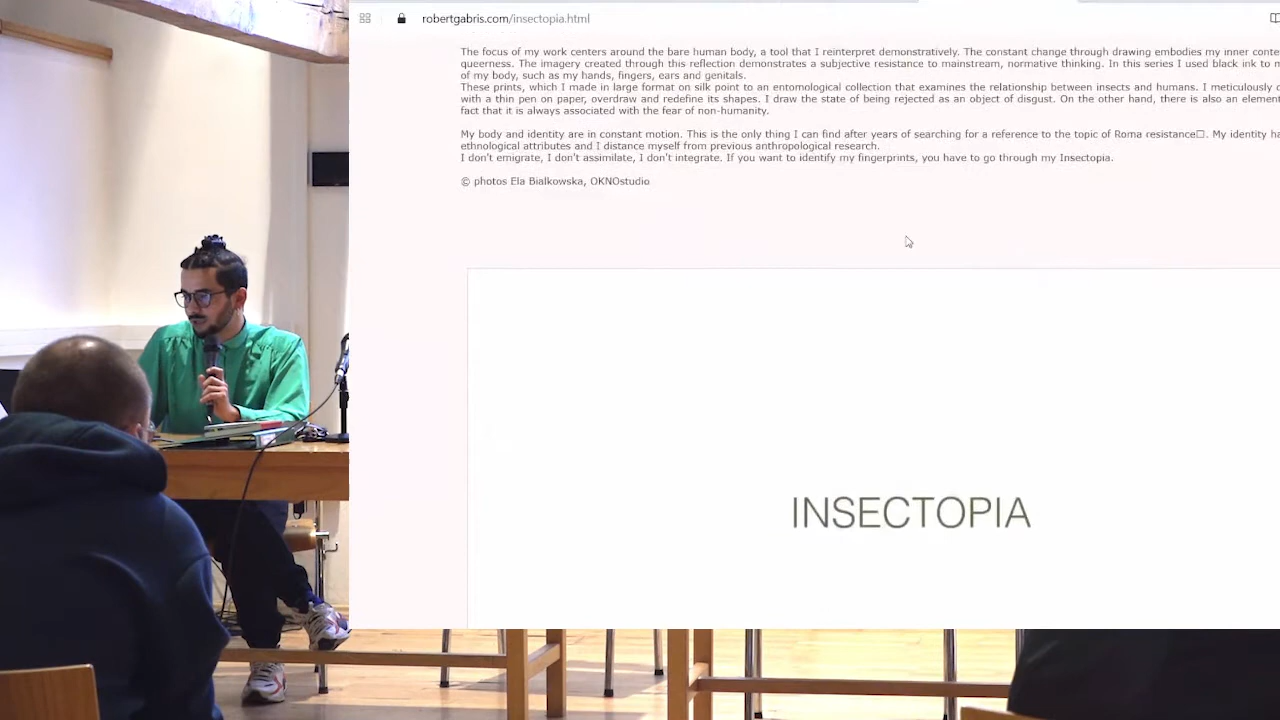 robertgabris.com/insectopia.html
The focus of my work centers around the bare human body, a tool that I reinterpret demonstratively. The constant change through drawing embodies my inner
queerness. The imagery created through this reflection demonstrates a subjective resistance to mainstream, normative thinking. In this series I used black ink to
of my body, such as my hands, fingers, ears and genitals.
These prints, which I made in large format on silk point to an entomological collection that examines the relationship between insects and humans. I meticulously
with a thin pen on paper, overdraw and redefine its shapes. I draw the state of being rejected as an object of disgust. On the other hand, there is also an
fact that it is always associated with the fear of non-humanity.
My body and identity are in constant motion. This is the only thing I can find after years of searching for a reference to the topic of Roma resistance□. My identity
ethnological attributes and I distance myself from previous anthropological research.
I don't emigrate, I don't assimilate, I don't integrate. If you want to identify my fingerprints, you have to go through my Insectopia.
© photos Ela Bialkowska, OKNOstudio
INSECTOPIA